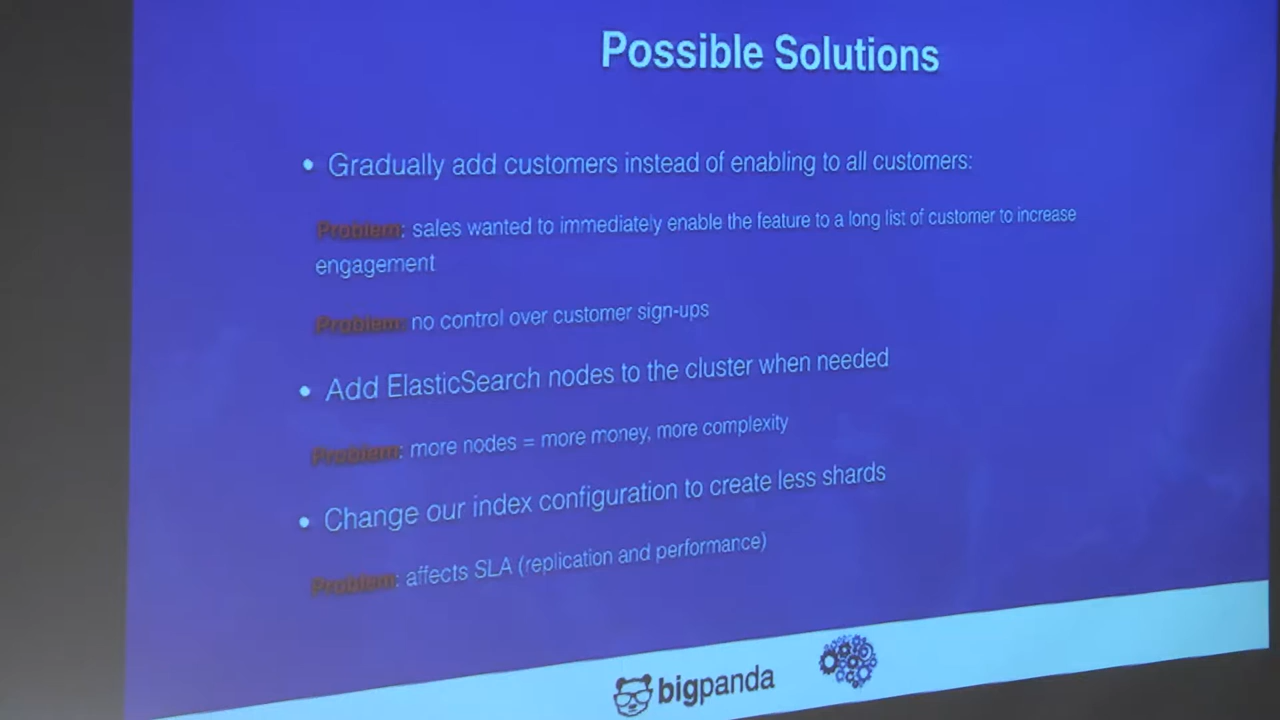 Possible Solutions
• Gradually add customers instead of enabling to all customers:
Problem: sales wanted to immediately enable the feature to a long list of customer to increase
engagement
Problem: no control over customer sign-ups
• Add ElasticSearch nodes to the cluster when needed
Problem: more nodes = more money, more complexity
• Change our index configuration to create less shards
Problem: affects SLA (replication and performance)
bigpanda